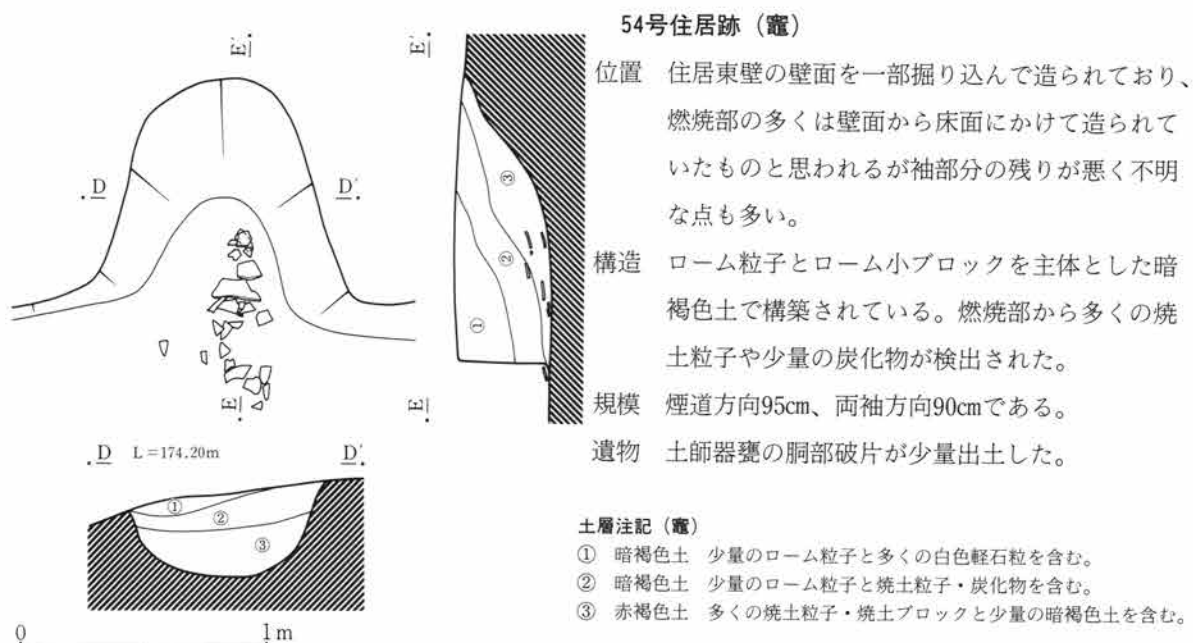 54号住居跡（竈）
位置　住居東壁の壁面を一部掘り込んで造られており、
燃焼部の多くは壁面から床面にかけて造られて
いたものと思われるが袖部分の残りが悪く不明
な点も多い。
構造　ローム粒子とローム小ブロックを主体とした暗
褐色土で構築されている。燃焼部から多くの焼
土粒子や少量の炭化物が検出された。
規模　煙道方向95cm、両袖方向90cmである。
遺物　土師器甕の胴部破片が少量出土した。
土層注記（竈）
① 暗褐色土　少量のローム粒子と多くの白色軽石粒を含む。
② 暗褐色土　少量のローム粒子と焼土粒子・炭化物を含む。
③ 赤褐色土　多くの焼土粒子・焼土ブロックと少量の暗褐色土を含む。
E′
E′
D
D′
③
②
①
E
E
D　L＝174.20m　D′
①
②
③
0　1m